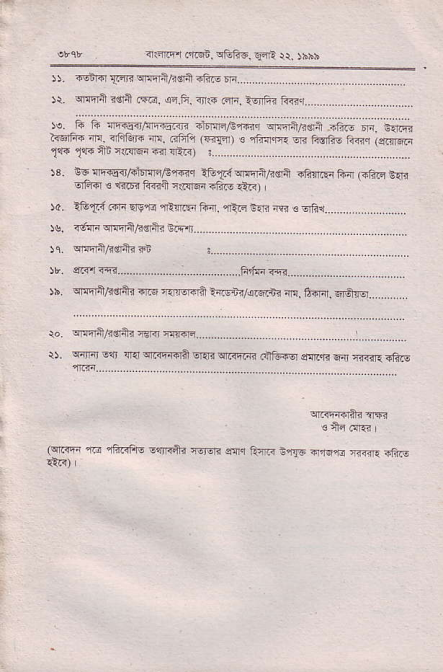 ৩৮৭৮ বাংলাদেশ গেজেট, অতিরিক্ত, জুলাই ২২, ১৯৯৯
১১. কতটাকা মূল্যের আমদানী/রপ্তানী করিতে চান......................................................
১২. আমদানী রপ্তানী ক্ষেত্রে, এল,সি, ব্যাংক লোন, ইত্যাদির বিবরণ..............................
..........................................................................................
১৩. কি কি মাদকদ্রব্য/মাদকদ্রব্যের কাঁচামাল/উপকরণ আমদানী/রপ্তানী করিতে চান, উহাদের
বৈজ্ঞানিক নাম, বাণিজ্যিক নাম, রেসিপি (ফরমুলা) ও পরিমাণসহ তার বিস্তারিত বিবরণ (প্রয়োজনে
পৃথক পৃথক সীট সংযোজন করা যাইবে) ঃ..................................................
১৪. উক্ত মাদকদ্রব্য/কাঁচামাল/উপকরণ ইতিপূর্বে আমদানী/রপ্তানী করিয়াছেন কিনা (করিলে উহার
তালিকা ও খরচের বিবরণী সংযোজন করিতে হইবে)।
১৫. ইতিপূর্বে কোন ছাড়পত্র পাইয়াছেন কিনা, পাইলে উহার নম্বর ও তারিখ......................
১৬. বর্তমান আমদানী/রপ্তানীর উদ্দেশ্য........................................................
১৭. আমদানী/রপ্তানীর রুট ঃ..................................................
১৮. প্রবেশ বন্দর..............................নির্গমন বন্দর..............................
১৯. আমদানী/রপ্তানীর কাজে সহায়তাকারী ইনডেন্টর/এজেন্টের নাম, ঠিকানা, জাতীয়তা..........
..........................................................................................
২০. আমদানী/রপ্তানীর সম্ভাব্য সময়কাল......................................................
২১. অন্যান্য তথ্য যাহা আবেদনকারী তাহার আবেদনের যৌক্তিকতা প্রমাণের জন্য সরবরাহ করিতে
পারেন..................................................................................
আবেদনকারীর স্বাক্ষর
ও সীল মোহর।
(আবেদন পত্রে পরিবেশিত তথ্যাবলীর সত্যতার প্রমাণ হিসাবে উপযুক্ত কাগজপত্র সরবরাহ করিতে
হইবে)।